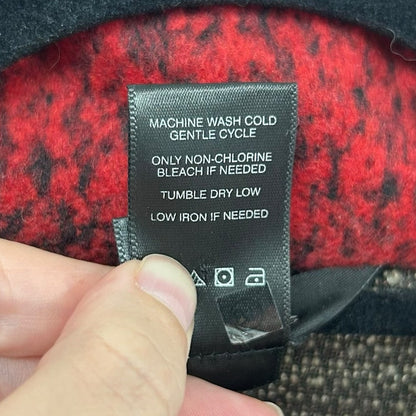 MACHINE WASH COLD
GENTLE CYCLE
ONLY NON-CHLORINE
BLEACH IF NEEDED
TUMBLE DRY LOW
LOW IRON IF NEEDED